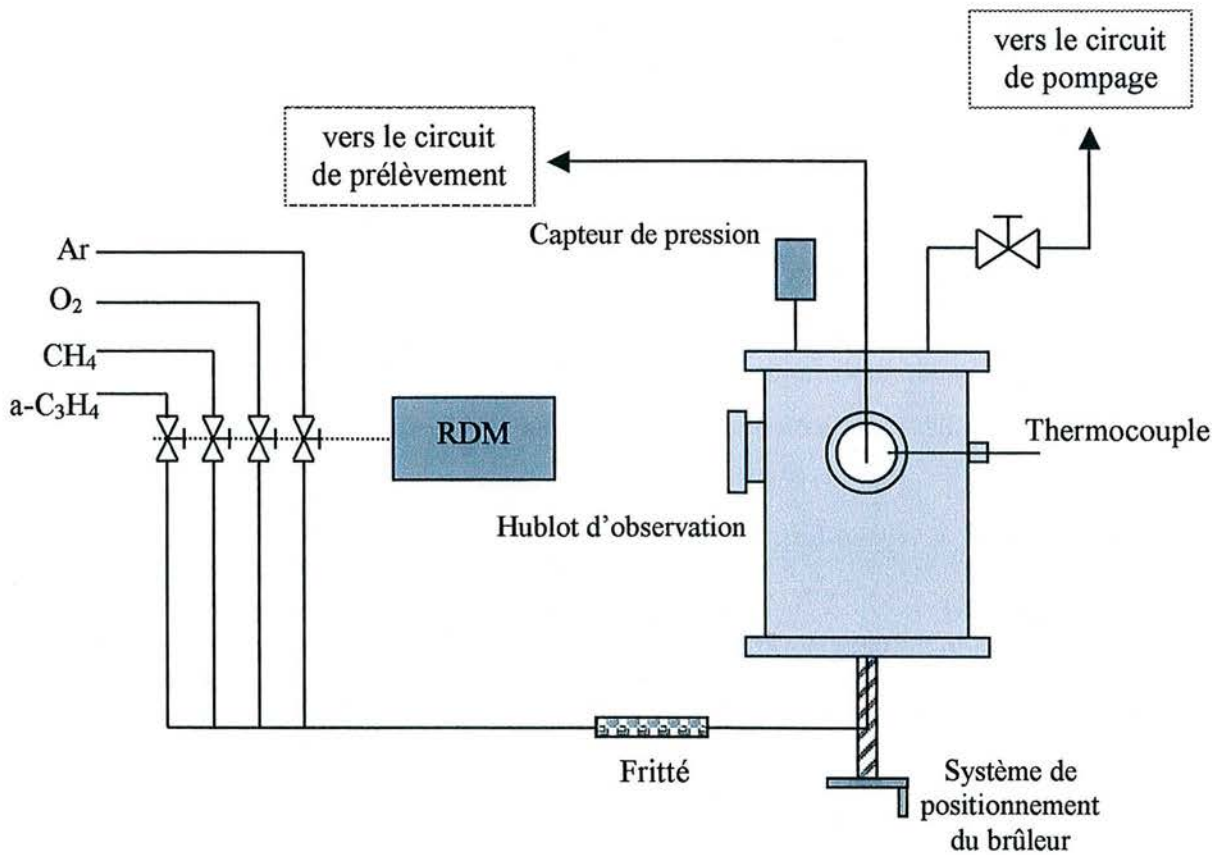 vers le circuit
de pompage
vers le circuit
de prélèvement
Capteur de pression
Ar
O₂
CH₄
a-C₃H₄
RDM
Thermocouple
Hublot d'observation
Fritté
Système de
positionnement
du brûleur